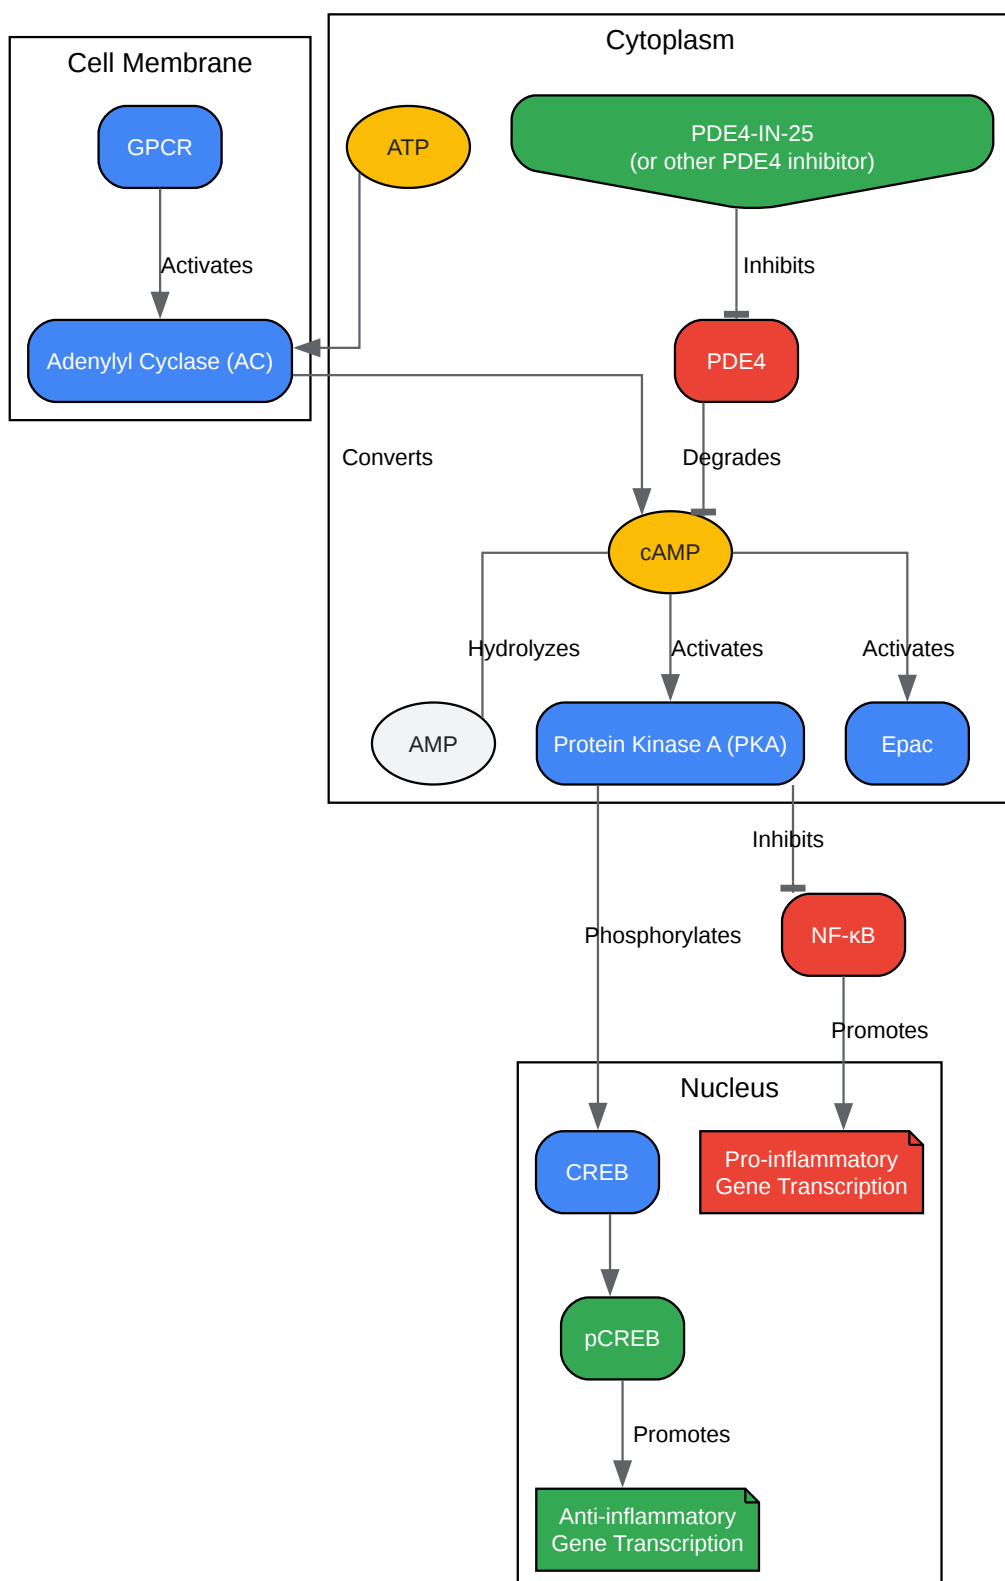 Cytoplasm
Cell Membrane
GPCR
ATP
PDE4-IN-25
(or other PDE4 inhibitor)
Activates
Inhibits
Adenylyl Cyclase (AC)
PDE4
Converts
Degrades
cAMP
Hydrolyzes
Activates
Activates
AMP
Protein Kinase A (PKA)
Epac
Inhibits
Phosphorylates
NF-κB
Promotes
Nucleus
CREB
Pro-inflammatory
Gene Transcription
pCREB
Promotes
Anti-inflammatory
Gene Transcription